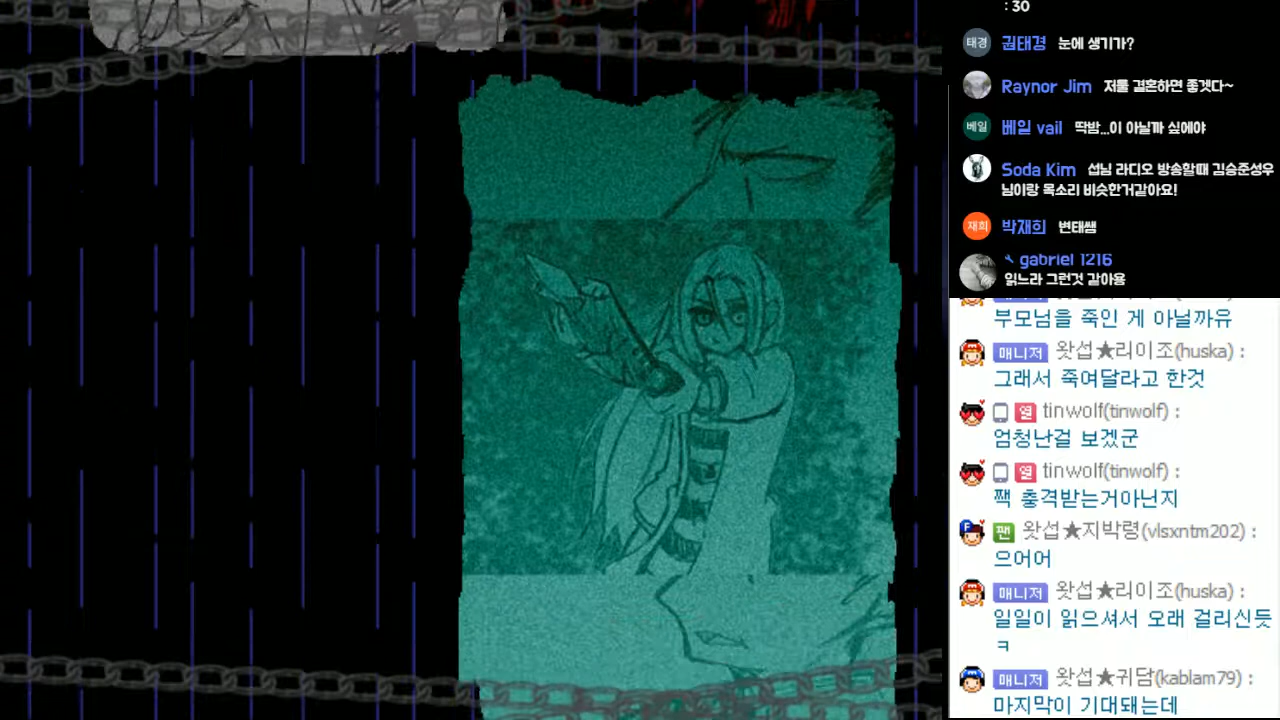 : 30
태경 권태경 눈에 생기가?
Raynor Jim 저둘 결혼하면 좋겟다~
베일 베일 vail 딱밤...이 아닐까 싶에야
Soda Kim 섭님 라디오 방송할때 김승준성우
님이랑 목소리 비슷한거같아요!
재희 박재희 변태쌤
gabriel 1216
읽느라 그런것 같아용
부모님을 죽인 게 아닐까유
매니저 왓섭★리이조(huska) :
그래서 죽여달라고 한것
열 tinwolf(tinwolf) :
엄청난걸 보겠군
열 tinwolf(tinwolf) :
짹 충격받는거아닌지
팬 왓섭★지박령(vlsxntm202) :
으어어
매니저 왓섭★리이조(huska) :
일일이 읽으셔서 오래 걸리신듯
ㅋ
매니저 왓섭★귀담(kablam79) :
마지막이 기대돼는데